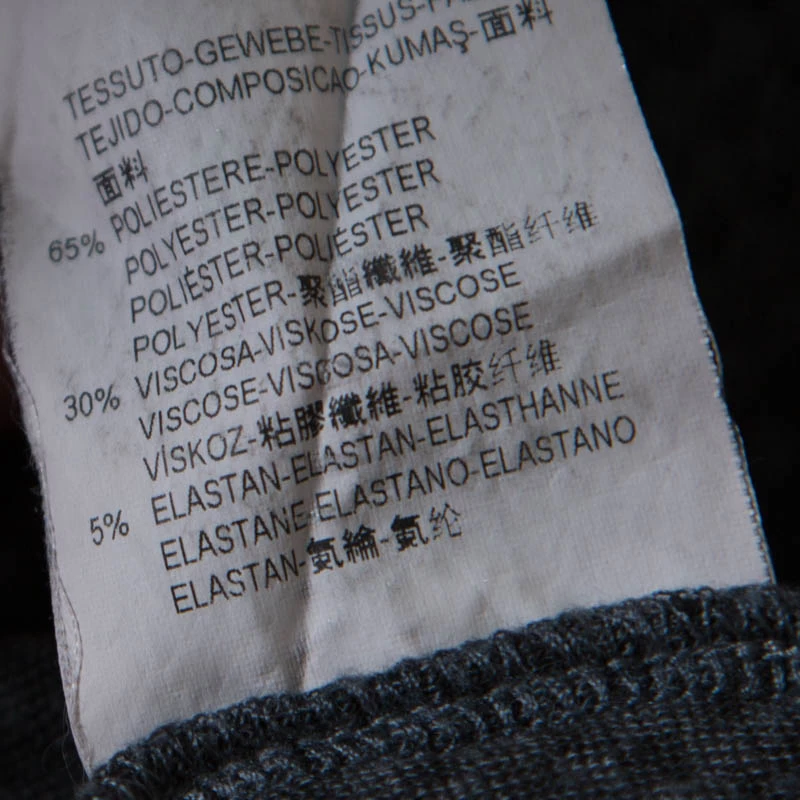 TESSUTO-GEWEBE-TISSUS-
TEJIDO-COMPOSICAO-KUMAŞ-面料
面料
65% POLIESTERE-POLYESTER
POLYESTER-POLYESTER
POLIÉSTER-POLIÉSTER
POLYESTER-聚酯纖維-聚酯纤维
30% VISCOSA-VISKOSE-VISCOSE
VISCOSE-VISCOSA-VISCOSE
VİSKOZ-粘膠纖維-粘胶纤维
5% ELASTAN-ELASTAN-ELASTHANNE
ELASTANE-ELASTANO-ELASTANO
ELASTAN-氨綸-氨纶